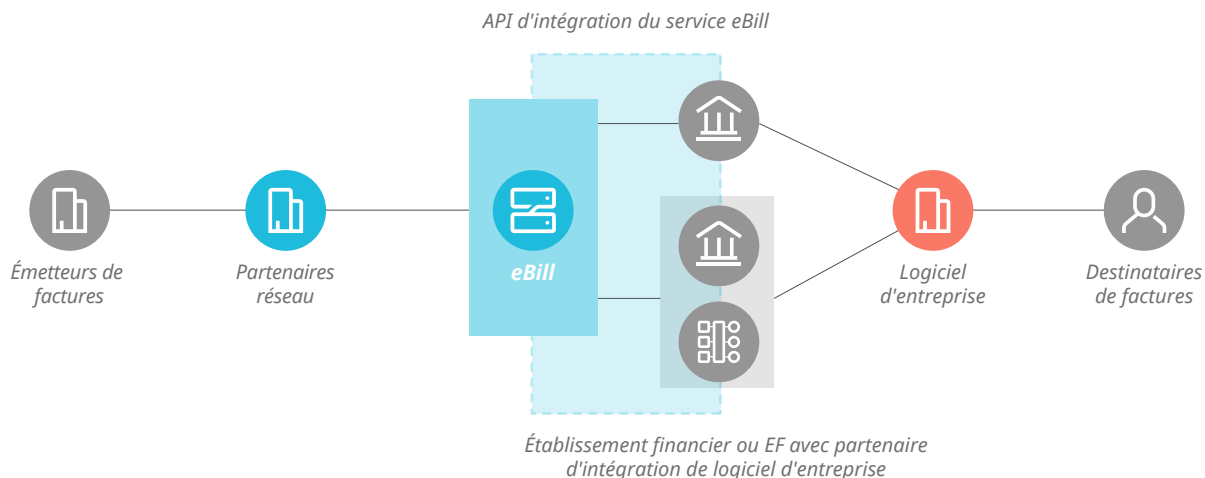 API d'intégration du service eBill
Émetteurs de
factures
Partenaires
réseau
eBill
Logiciel
d'entreprise
Destinataires
de factures
Établissement financier ou EF avec partenaire
d'intégration de logiciel d'entreprise